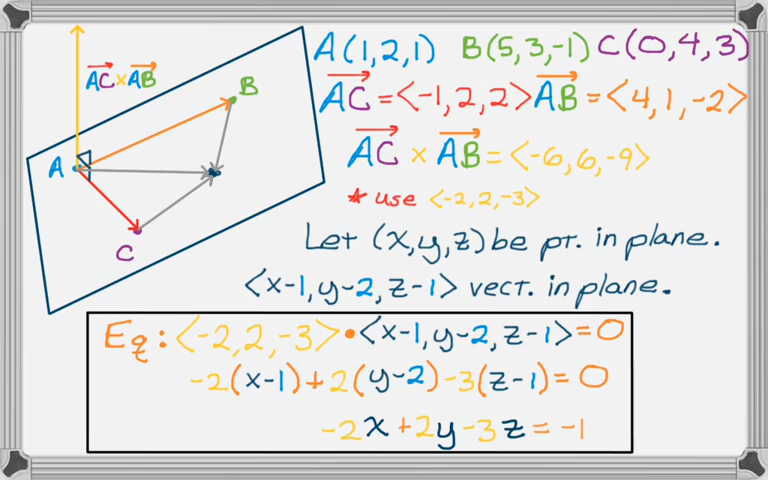 A(1,2,1) B(5,3,-1) C(0,4,3)
AC×AB
AC = <-1,2,2> AB = <4,1,-2>
B
AC × AB = <-6,6,-9>
A
* use <-2,2,-3>
C
Let (x,y,z) be pt. in plane.
<x-1,y-2,z-1> vect. in plane.
Eq: <-2,2,-3>•<x-1,y-2,z-1>=0
-2(x-1)+2(y-2)-3(z-1)=0
-2x+2y-3z=-1